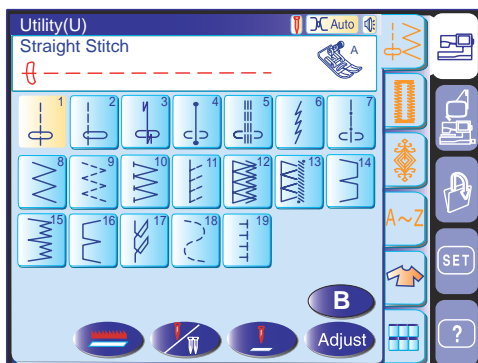 Utility(U)
Auto
Straight Stitch
A
1 2 3 4 5 6 7
8 9 10 11 12 13 14
A~Z
15 16 17 18 19
SET
B
Adjust
?